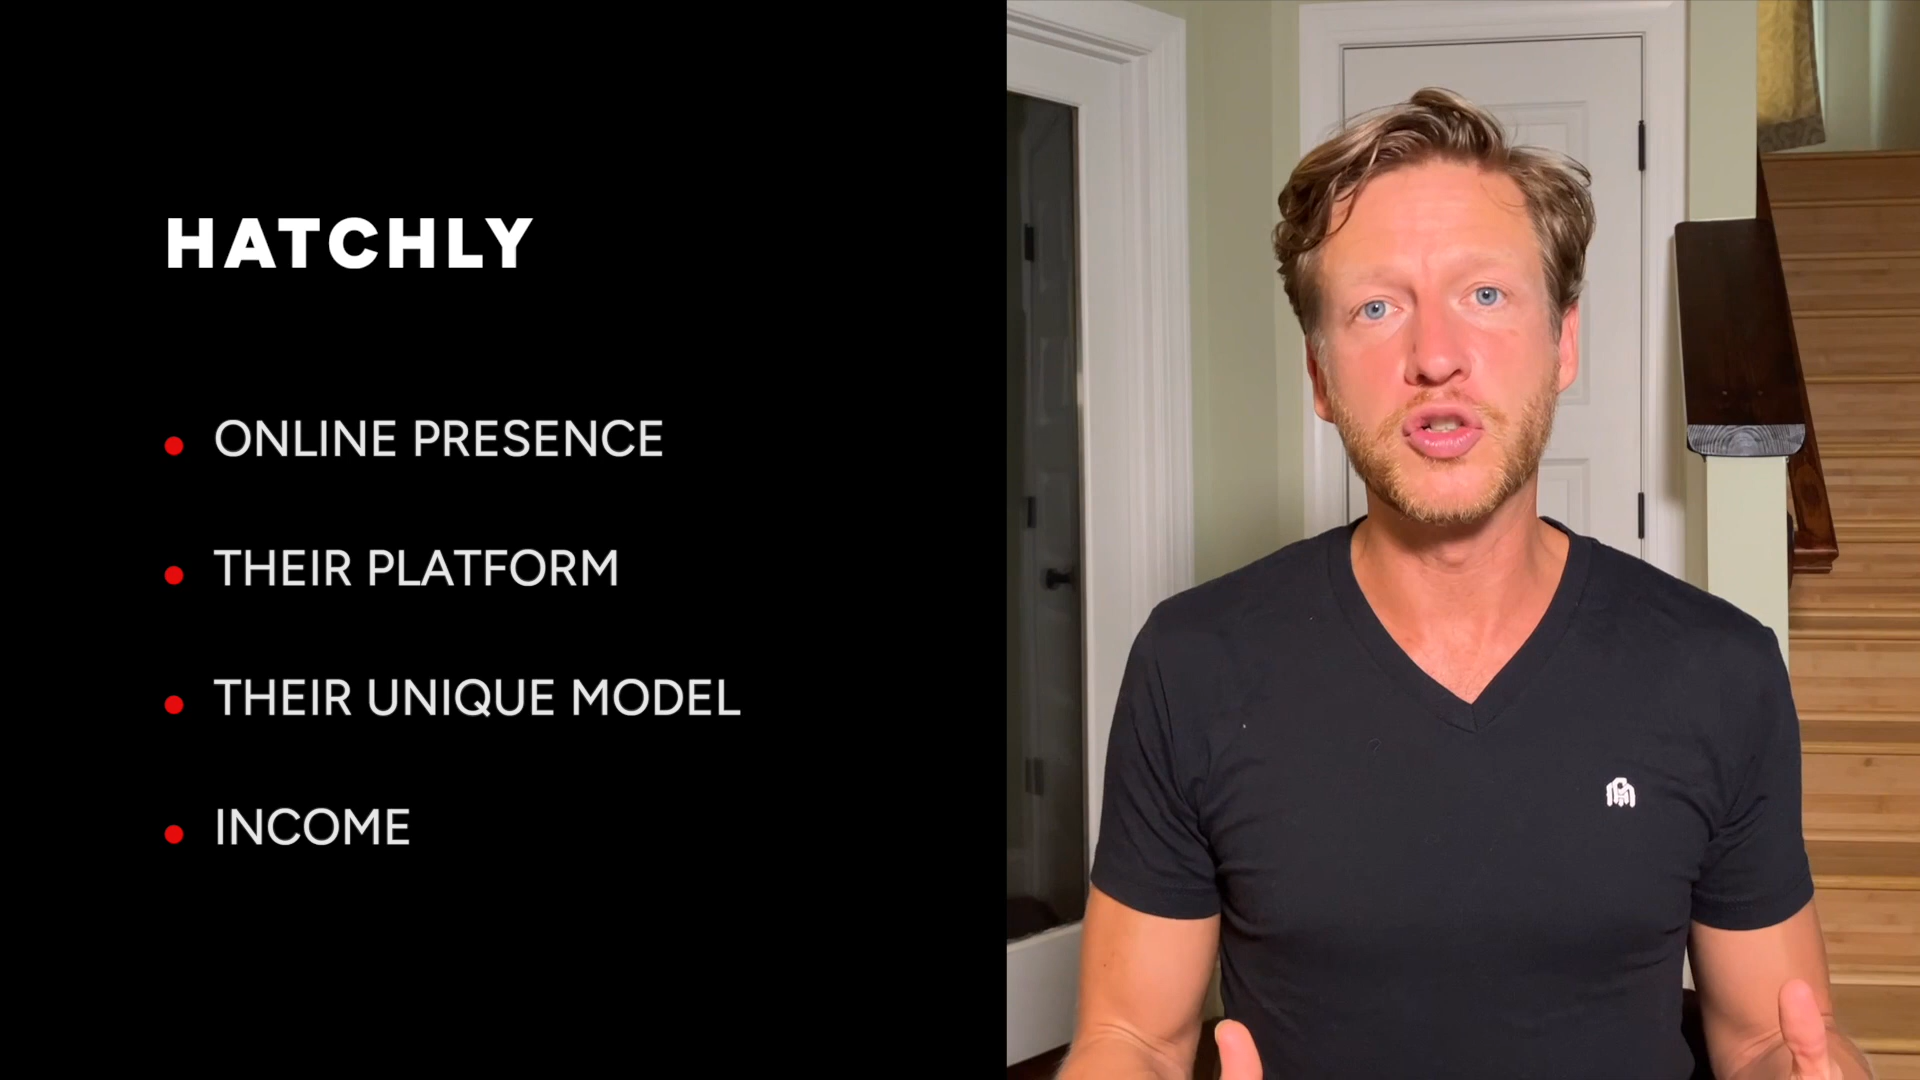 HATCHLY
ONLINE PRESENCE
THEIR PLATFORM
THEIR UNIQUE MODEL
INCOME